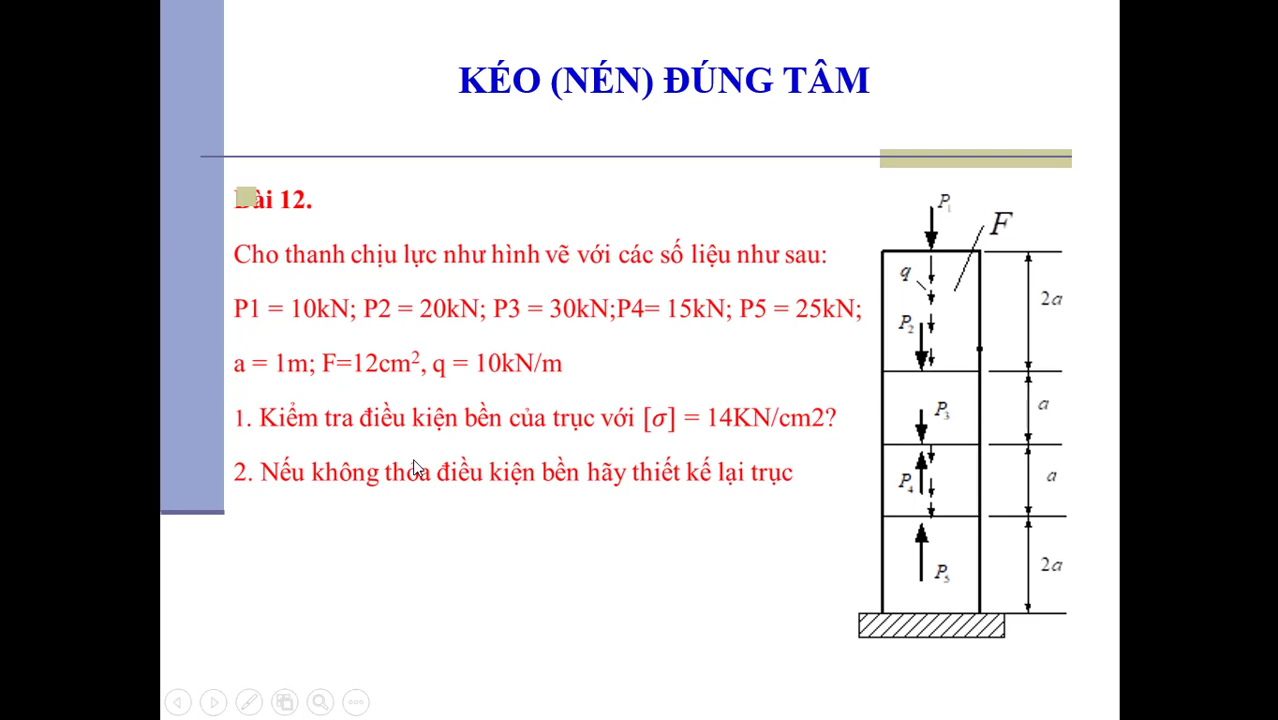 KÉO (NÉN) ĐÚNG TÂM
Bài 12.
Cho thanh chịu lực như hình vẽ với các số liệu như sau:
P1 = 10kN; P2 = 20kN; P3 = 30kN;P4= 15kN; P5 = 25kN;
a = 1m; F=12cm², q = 10kN/m
1. Kiểm tra điều kiện bền của trục với [𝜎] = 14KN/cm2?
2. Nếu không thỏa điều kiện bền hãy thiết kế lại trục
P₁
F
q
2a
P₂
a
P₃
a
P₄
2a
P₅